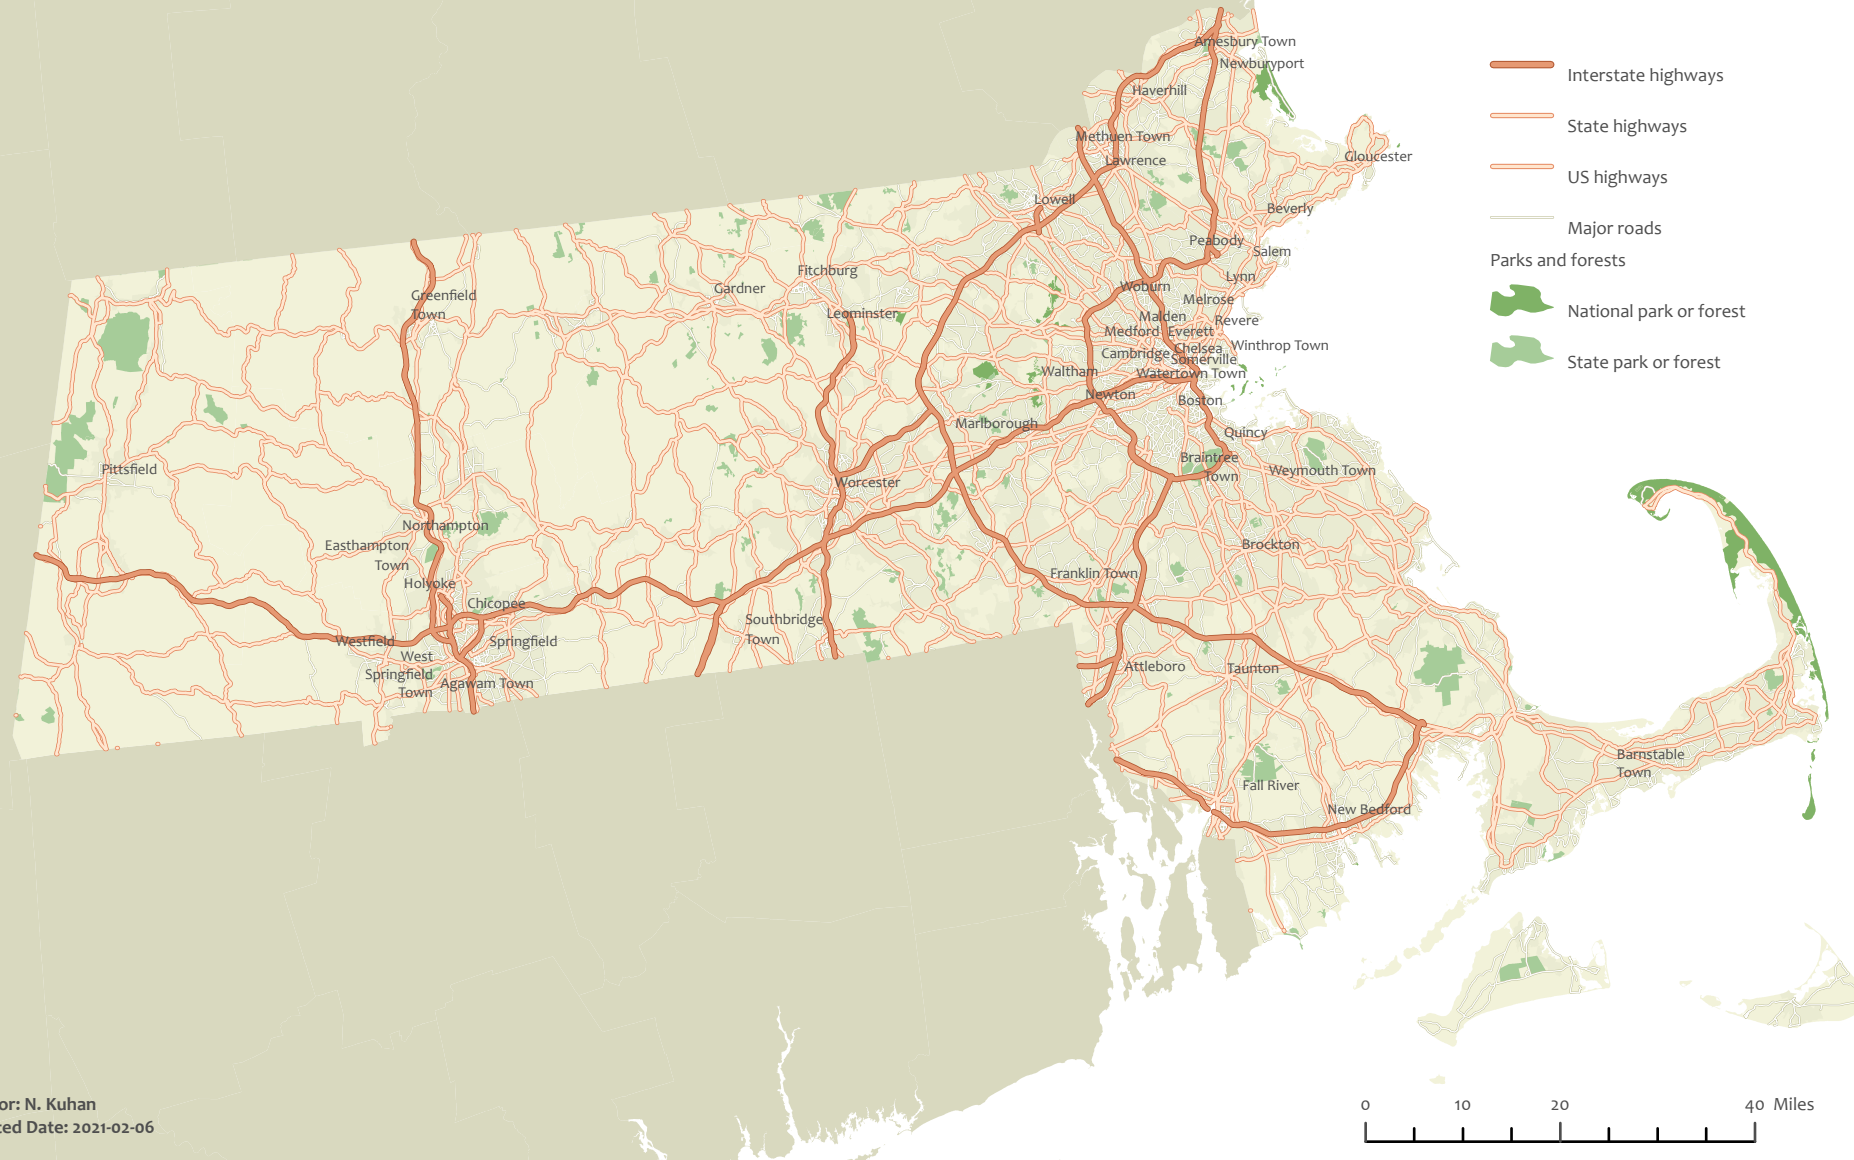 Amesbury Town
Newburyport
Haverhill
Methuen Town
Lawrence
Gloucester
Lowell
Beverly
Peabody
Salem
Lynn
Woburn
Melrose
Malden
Revere
Medford
Everett
Chelsea
Winthrop Town
Cambridge
Somerville
Waltham
Watertown Town
Newton
Boston
Marlborough
Quincy
Braintree
Town
Weymouth Town
Fitchburg
Gardner
Leominster
Greenfield
Town
Pittsfield
Worcester
Northampton
Easthampton
Town
Holyoke
Chicopee
Westfield
West
Springfield
Town
Springfield
Agawam Town
Southbridge
Town
Franklin Town
Brockton
Attleboro
Taunton
Fall River
New Bedford
Barnstable
Town
Interstate highways
State highways
US highways
Major roads
Parks and forests
National park or forest
State park or forest
or: N. Kuhan
ted Date: 2021-02-06
0 10 20 40 Miles